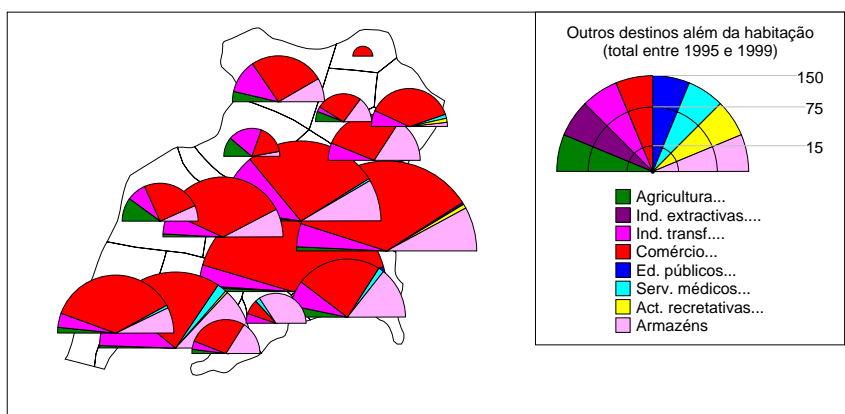 Outros destinos além da habitação
(total entre 1995 e 1999)
150
75
15
Agricultura...
Ind. extractivas....
Ind. transf....
Comércio...
Ed. públicos...
Serv. médicos...
Act. recretativas...
Armazéns